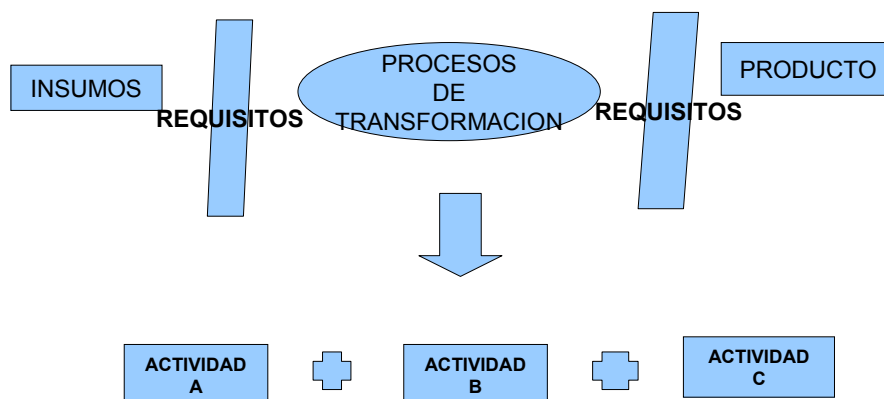 INSUMOS
REQUISITOS
PROCESOS
DE
TRANSFORMACION
REQUISITOS
PRODUCTO
ACTIVIDAD
A
ACTIVIDAD
B
ACTIVIDAD
C